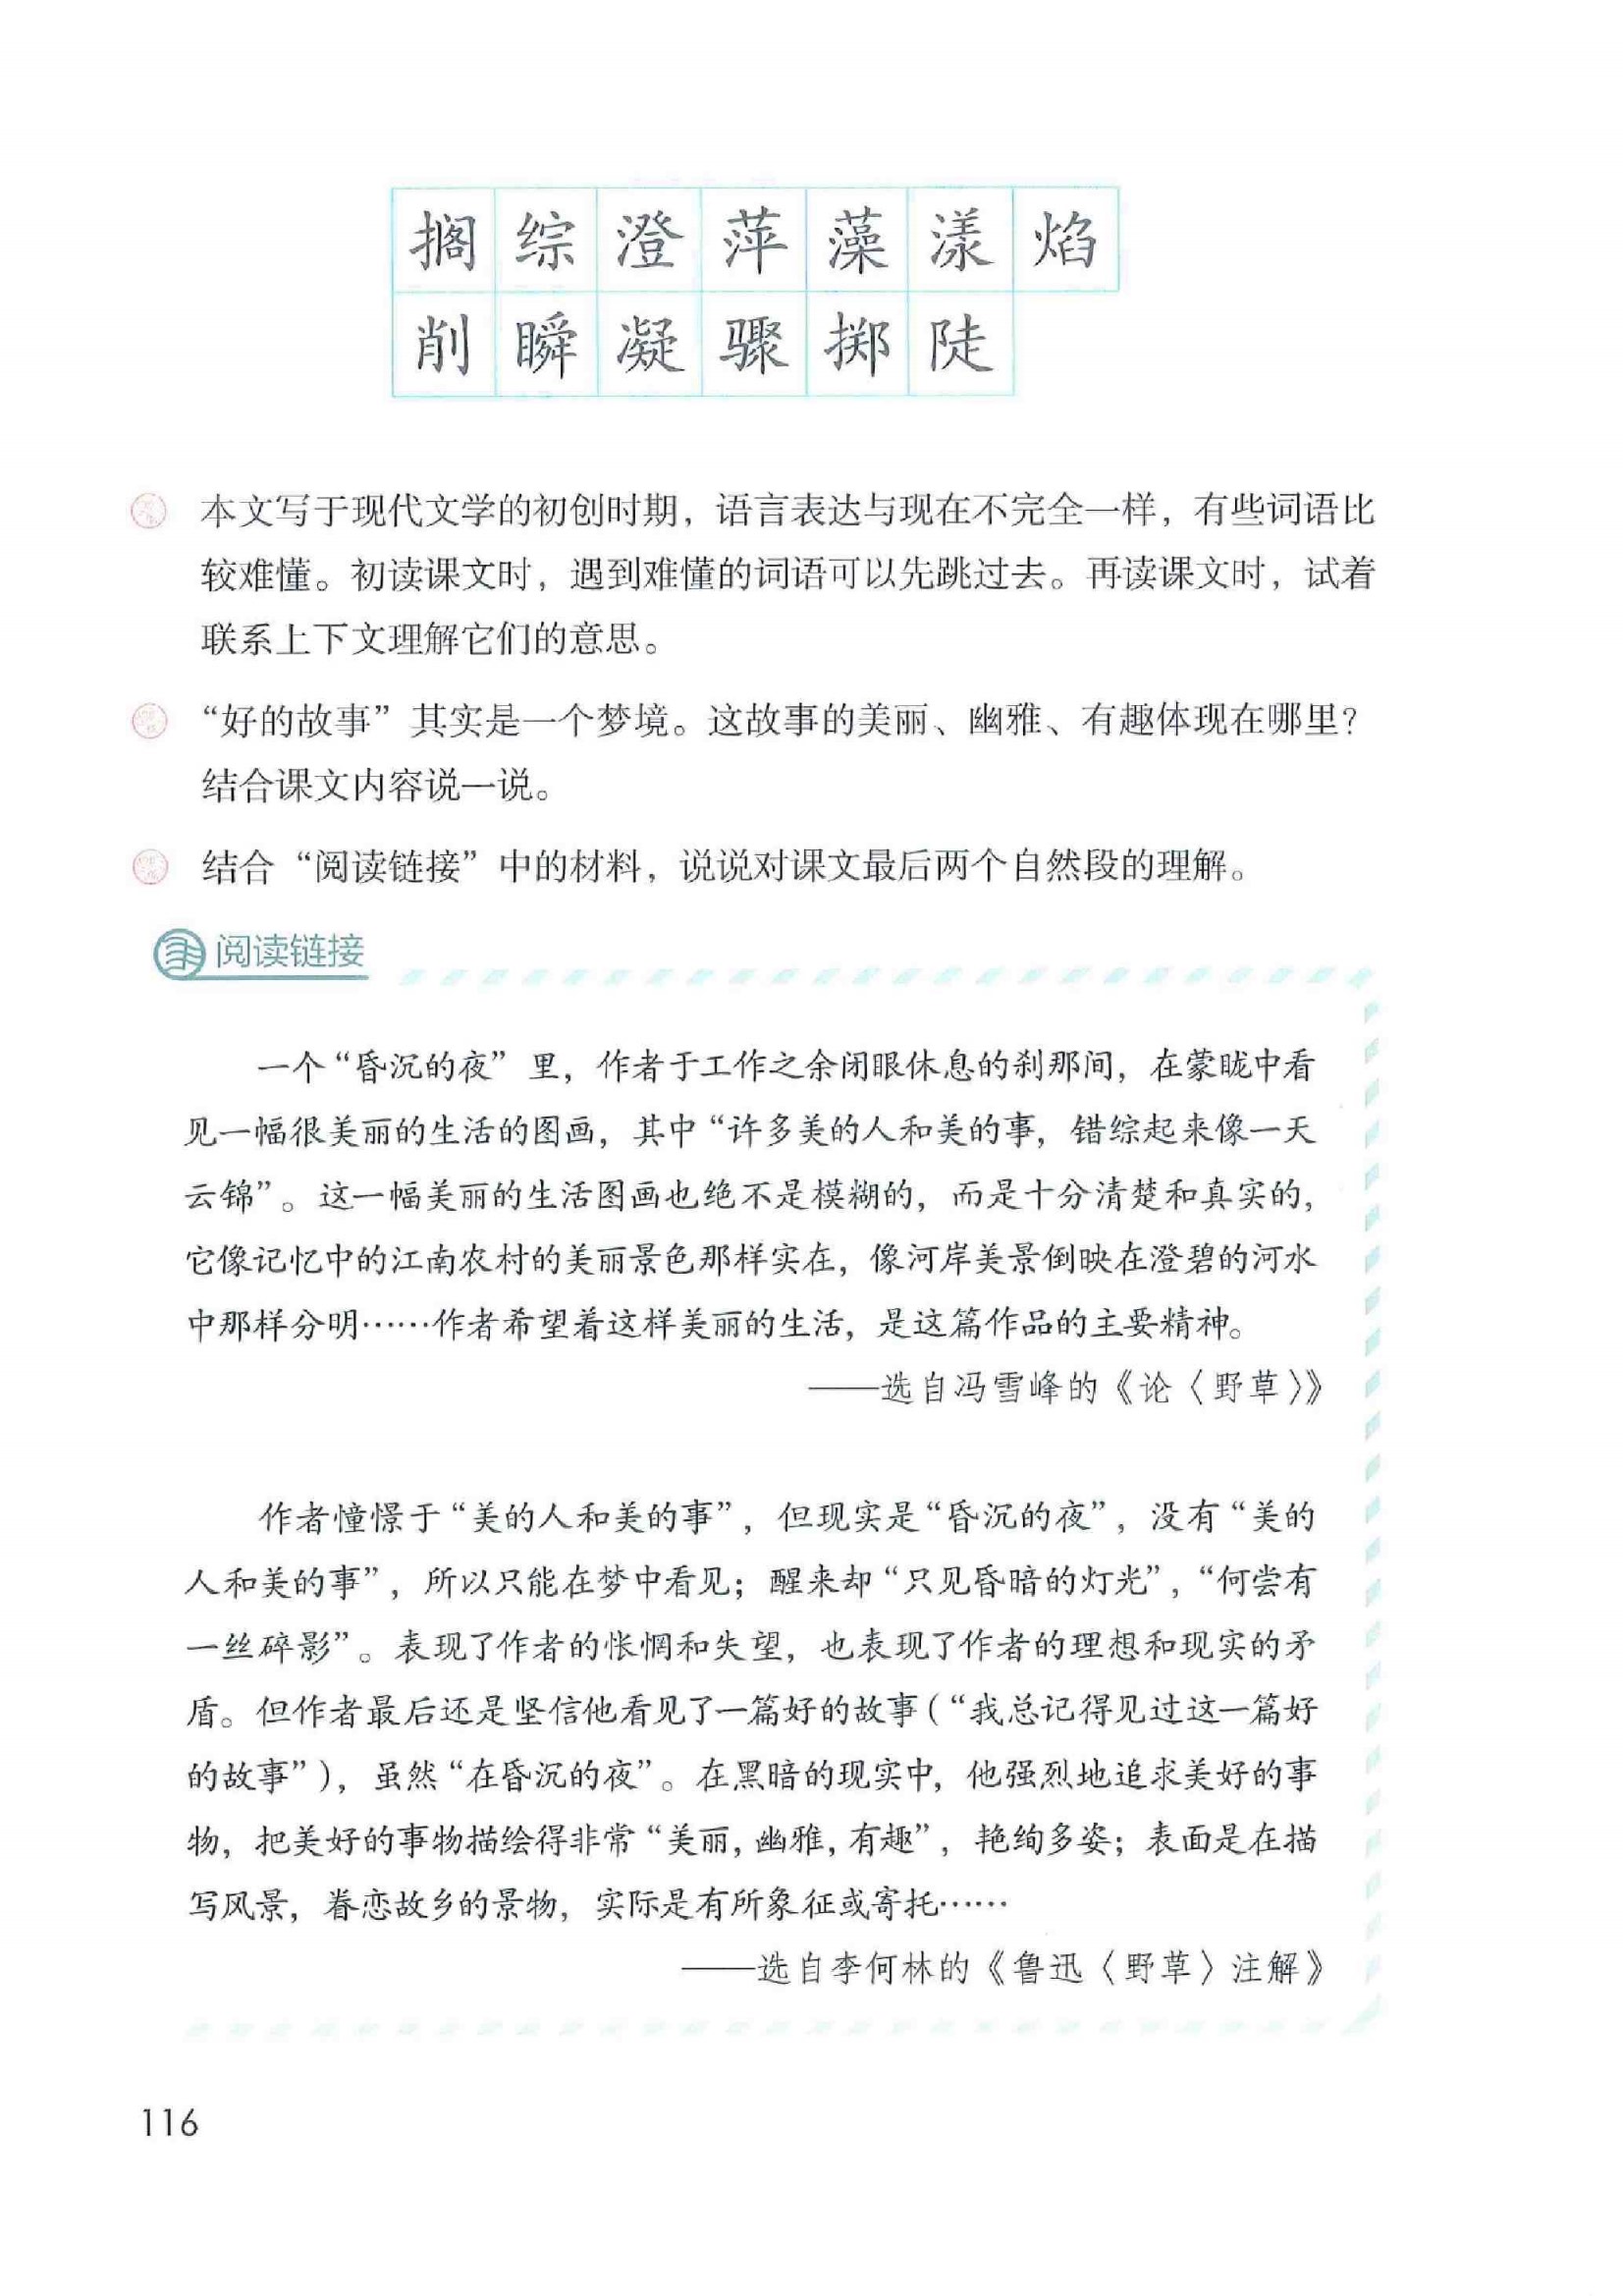 搁 综 澄 萍 藻 漾 焰
削 瞬 凝 骤 掷 陡
本文写于现代文学的初创时期，语言表达与现在不完全一样，有些词语比
较难懂。初读课文时，遇到难懂的词语可以先跳过去。再读课文时，试着
联系上下文理解它们的意思。
“好的故事”其实是一个梦境。这故事的美丽、幽雅、有趣体现在哪里？
结合课文内容说一说。
结合“阅读链接”中的材料，说说对课文最后两个自然段的理解。
阅读链接
一个“昏沉的夜”里，作者于工作之余闭眼休息的刹那间，在蒙眬中看
见一幅很美丽的生活的图画，其中“许多美的人和美的事，错综起来像一天
云锦”。这一幅美丽的生活图画也绝不是模糊的，而是十分清楚和真实的，
它像记忆中的江南农村的美丽景色那样实在，像河岸美景倒映在澄碧的河水
中那样分明……作者希望着这样美丽的生活，是这篇作品的主要精神。
——选自冯雪峰的《论〈野草〉》
作者憧憬于“美的人和美的事”，但现实是“昏沉的夜”，没有“美的
人和美的事”，所以只能在梦中看见；醒来却“只见昏暗的灯光”，“何尝有
一丝碎影”。表现了作者的怅惘和失望，也表现了作者的理想和现实的矛
盾。但作者最后还是坚信他看见了一篇好的故事（“我总记得见过这一篇好
的故事”），虽然“在昏沉的夜”。在黑暗的现实中，他强烈地追求美好的事
物，把美好的事物描绘得非常“美丽，幽雅，有趣”，艳绚多姿；表面是在描
写风景，眷恋故乡的景物，实际是有所象征或寄托……
——选自李何林的《鲁迅〈野草〉注解》
116